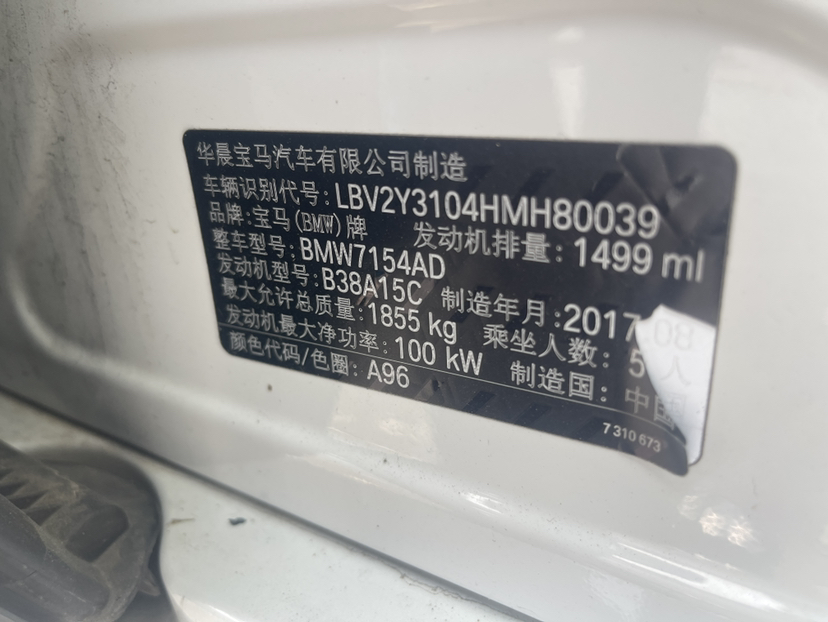 华晨宝马汽车有限公司制造
车辆识别代号:LBV2Y3104HMH80039
品牌:宝马(BMW)牌 发动机排量:1499 ml
整车型号:BMW7154AD
发动机型号:B38A15C 制造年月:2017.08
最大允许总质量:1855 kg 乘坐人数:5人
发动机最大净功率:100 kW 制造国:中国
颜色代码/色圈:A96
7 310 673